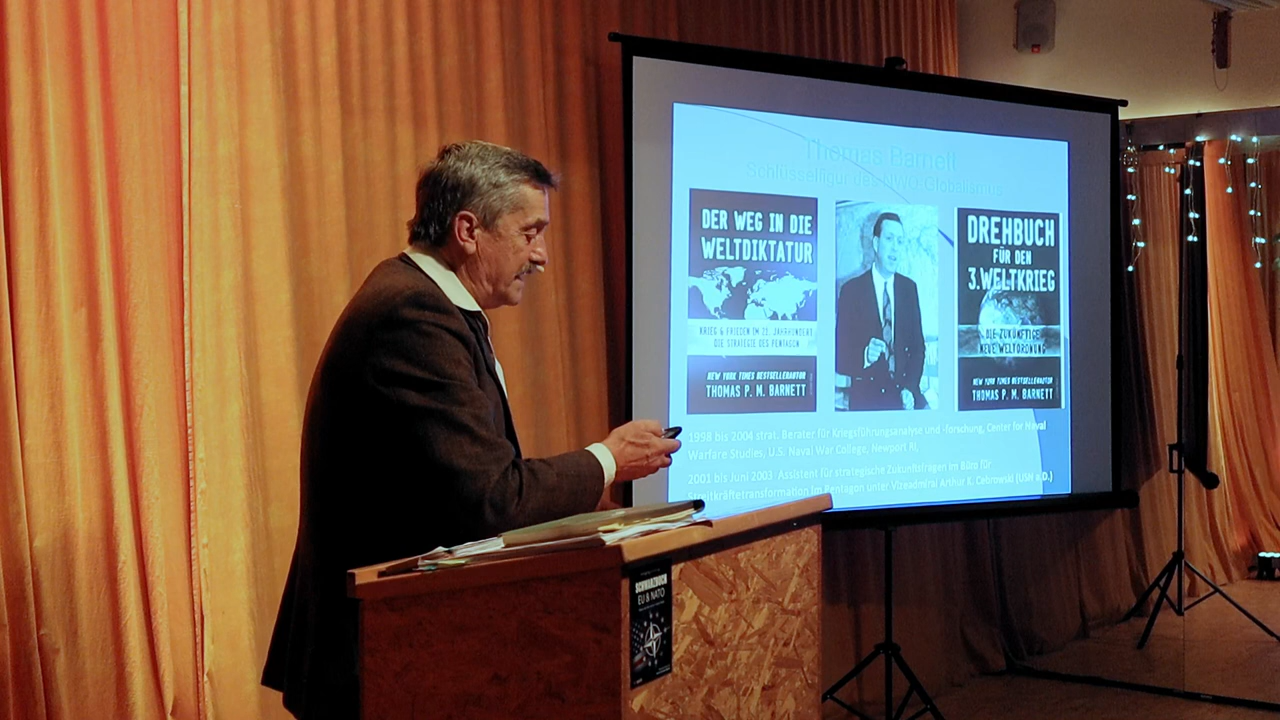 Thomas Barnett
Schlüsselfigur des NWO-Globalismus
DER WEG IN DIE
WELTDIKTATUR
KRIEG & FRIEDEN IM 21. JAHRHUNDERT
DIE STRATEGIE DES PENTAGON
NEW YORK TIMES BESTSELLERAUTOR
THOMAS P. M. BARNETT
DREHBUCH
FÜR DEN
3.WELTKRIEG
DIE ZUKÜNFTIGE
NEUE WELTORDNUNG
NEW YORK TIMES BESTSELLERAUTOR
THOMAS P. M. BARNETT
1998 bis 2004 strat. Berater für Kriegsführungsanalyse und -forschung, Center for Naval
Warfare Studies, U.S. Naval War College, Newport RI,
2001 bis Juni 2003 Assistent für strategische Zukunftsfragen im Büro für
Streitkräftetransformation im Pentagon unter Vizeadmiral Arthur K. Cebrowski (USN a.D.)
SCHWARZBUCH
EU & NATO